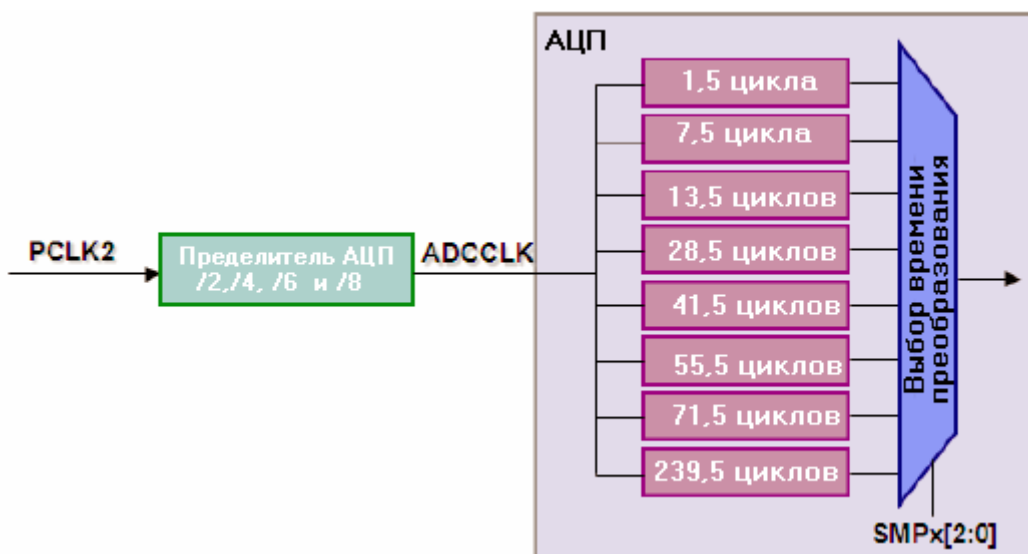 АЦП
1,5 цикла
7,5 цикла
13,5 циклов
28,5 циклов
41,5 циклов
55,5 циклов
71,5 циклов
239,5 циклов
PCLK2
Пределитель АЦП
/2,/4, /6 и /8
ADCCLK
Выбор времени
преобразования
SMPx[2:0]